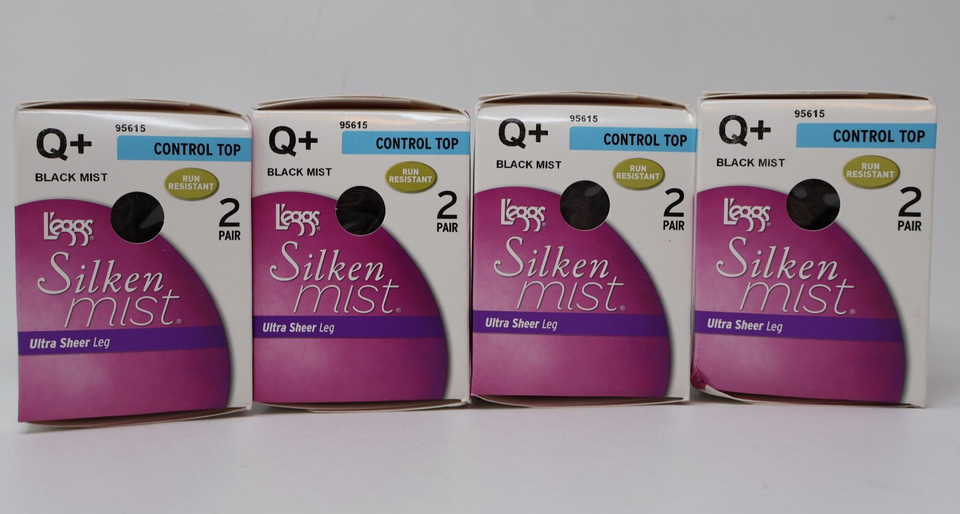 Q+
95615
CONTROL TOP
BLACK MIST
RUN
RESISTANT
2
PAIR
L'eggs®
Silken
mist®
Ultra Sheer Leg
Q+
95615
CONTROL TOP
BLACK MIST
RUN
RESISTANT
2
PAIR
L'eggs®
Silken
mist®
Ultra Sheer Leg
Q+
95615
CONTROL TOP
BLACK MIST
RUN
RESISTANT
2
PAIR
L'eggs®
Silken
mist®
Ultra Sheer Leg
Q+
95615
CONTROL TOP
BLACK MIST
RUN
RESISTANT
2
PAIR
L'eggs®
Silken
mist®
Ultra Sheer Leg